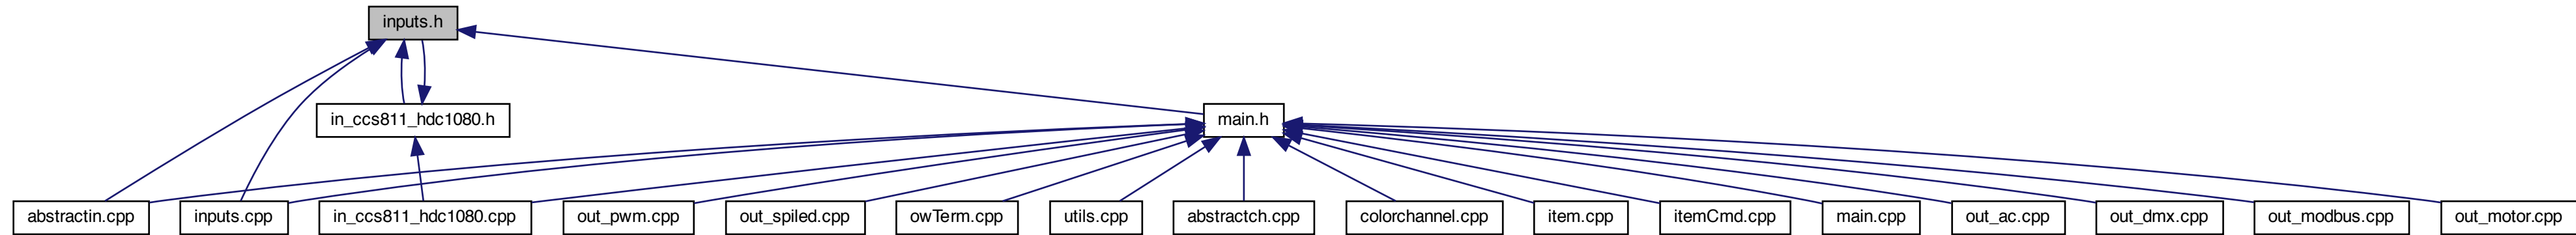 inputs.h
in_ccs811_hdc1080.h
main.h
abstractin.cpp
inputs.cpp
in_ccs811_hdc1080.cpp
out_pwm.cpp
out_spiled.cpp
owTerm.cpp
utils.cpp
abstractch.cpp
colorchannel.cpp
item.cpp
itemCmd.cpp
main.cpp
out_ac.cpp
out_dmx.cpp
out_modbus.cpp
out_motor.cpp